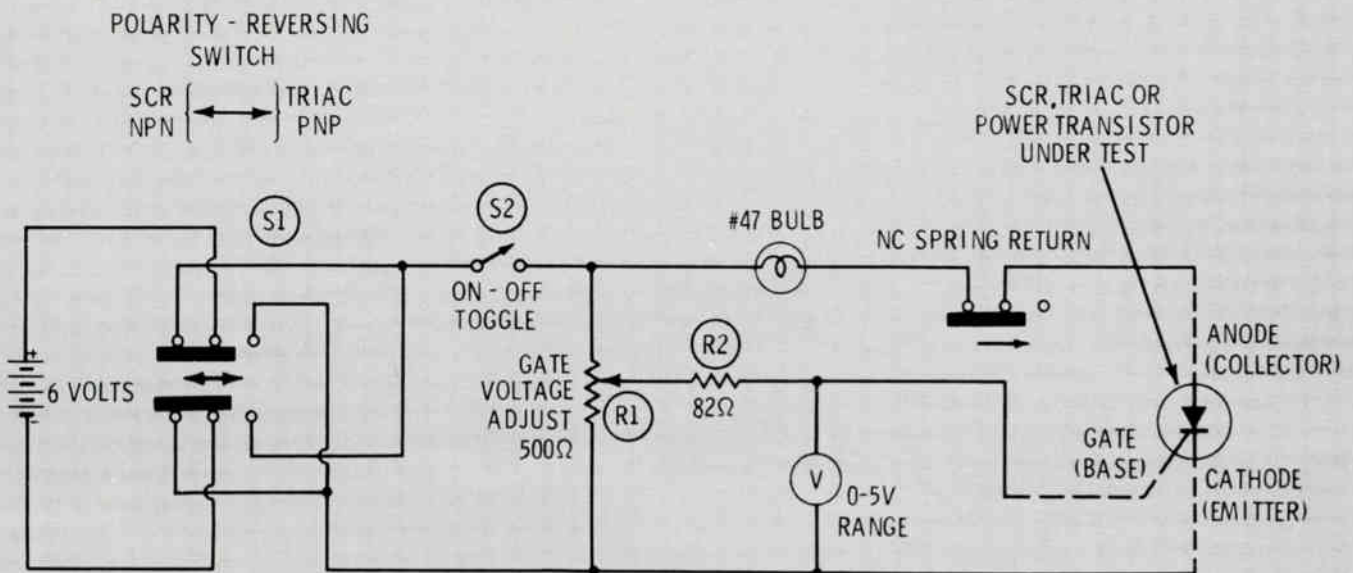 POLARITY - REVERSING
SWITCH
SCR
NPN
TRIAC
PNP
SCR, TRIAC OR
POWER TRANSISTOR
UNDER TEST
S1
S2
#47 BULB
NC SPRING RETURN
ON - OFF
TOGGLE
+
6 VOLTS
-
GATE
VOLTAGE
ADJUST
500Ω
R1
R2
82Ω
V
0-5V
RANGE
ANODE
(COLLECTOR)
GATE
(BASE)
CATHODE
(EMITTER)